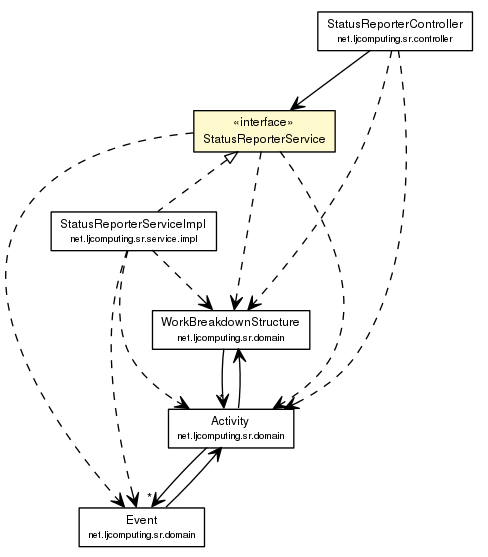 StatusReporterController
net.ljcomputing.sr.controller
«interface»
StatusReporterService
StatusReporterServiceImpl
net.ljcomputing.sr.service.impl
WorkBreakdownStructure
net.ljcomputing.sr.domain
*
Activity
net.ljcomputing.sr.domain
*
Event
net.ljcomputing.sr.domain